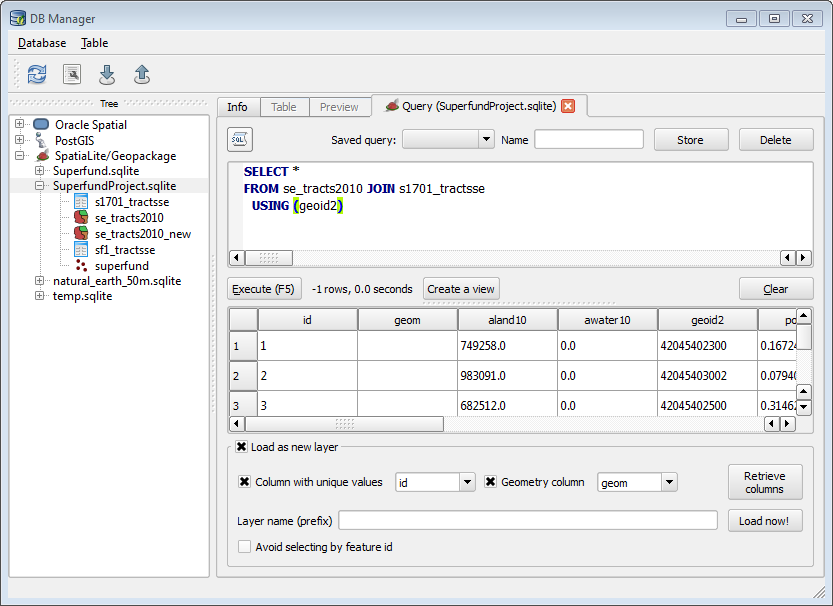 DB Manager
Database Table
Tree
Oracle Spatial
PostGIS
SpatiaLite/Geopackage
Superfund.sqlite
SuperfundProject.sqlite
s1701_tractsse
se_tracts2010
se_tracts2010_new
sf1_tractsse
superfund
natural_earth_50m.sqlite
temp.sqlite
Info Table Preview Query (SuperfundProject.sqlite)
SQL Saved query: Name Store Delete
SELECT *
FROM se_tracts2010 JOIN s1701_tractsse
USING (geoid2)
Execute (F5) -1 rows, 0.0 seconds Create a view Clear
id geom aland10 awater10 geoid2 po
1 1 749258.0 0.0 42045402300 0.16724
2 2 983091.0 0.0 42045403002 0.07940
3 3 682512.0 0.0 42045402500 0.31462
Load as new layer
Column with unique values id Geometry column geom Retrieve columns
Layer name (prefix) Load now!
Avoid selecting by feature id